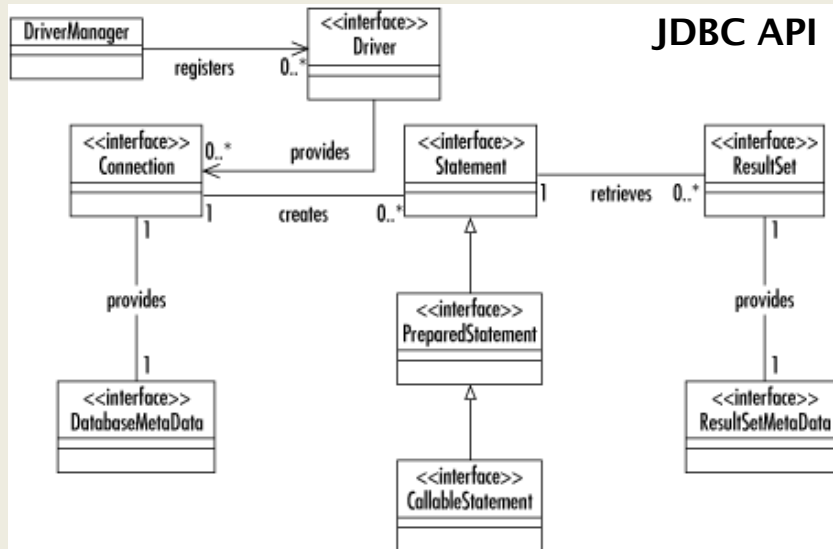 JDBC API
DriverManager
registers
0..*
<<interface>>
Driver
provides
0..*
<<interface>>
Connection
1
creates
0..*
<<interface>>
Statement
1
retrieves
0..*
<<interface>>
ResultSet
1
provides
1
<<interface>>
DatabaseMetaData
<<interface>>
PreparedStatement
<<interface>>
CallableStatement
1
provides
1
<<interface>>
ResultSetMetaData